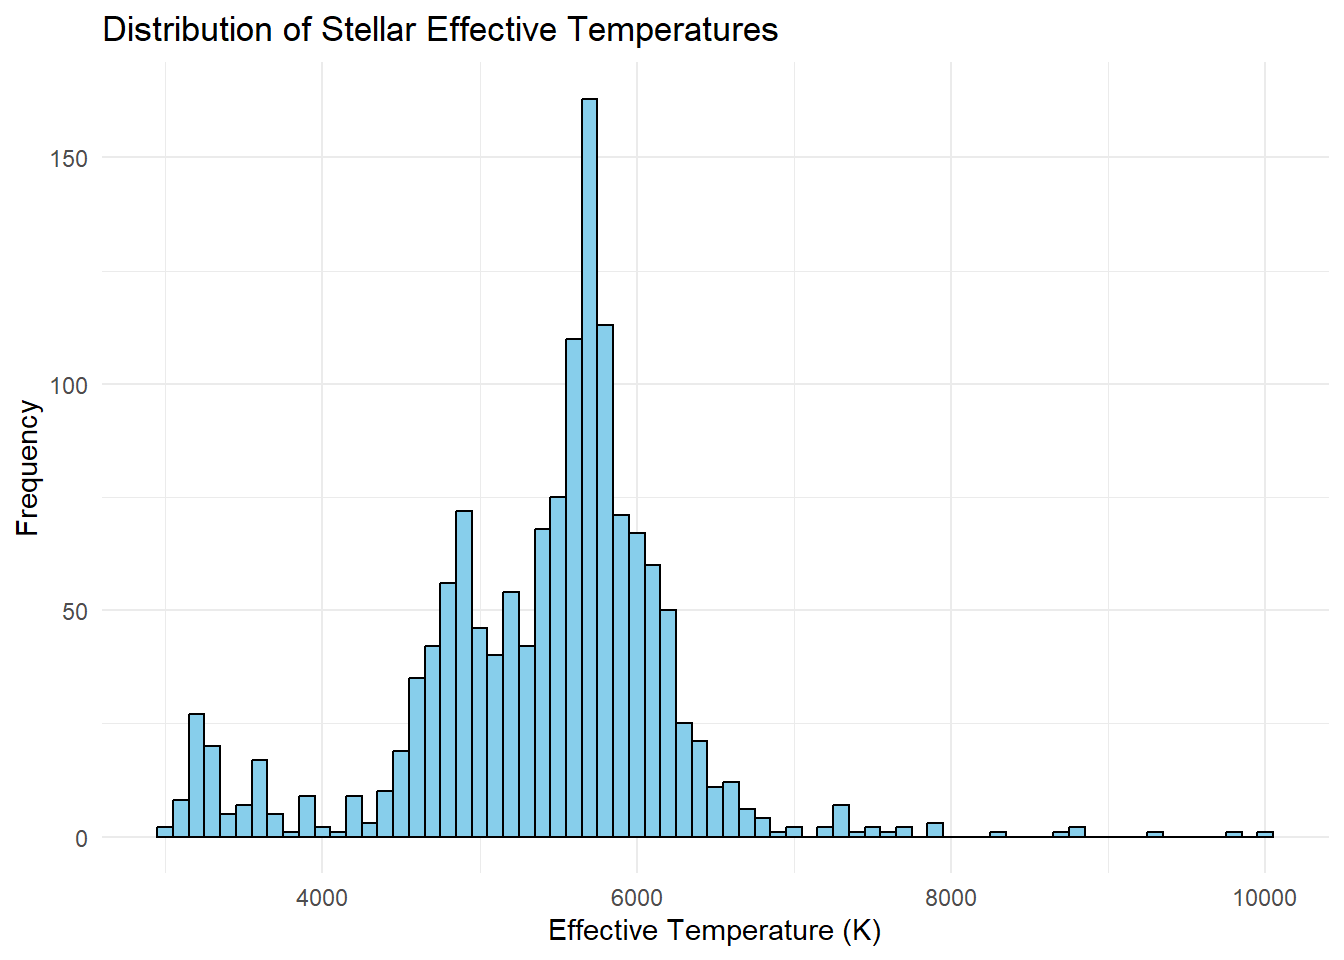 Distribution of Stellar Effective Temperatures
150
100
50
0
Frequency
4000 6000 8000 10000
Effective Temperature (K)